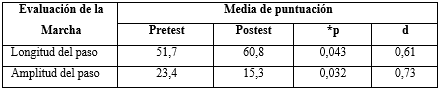 Evaluación de la Marcha Media de puntuación
Pretest Postest *p d
Longitud del paso 51,7 60,8 0,043 0,61
Amplitud del paso 23,4 15,3 0,032 0,73